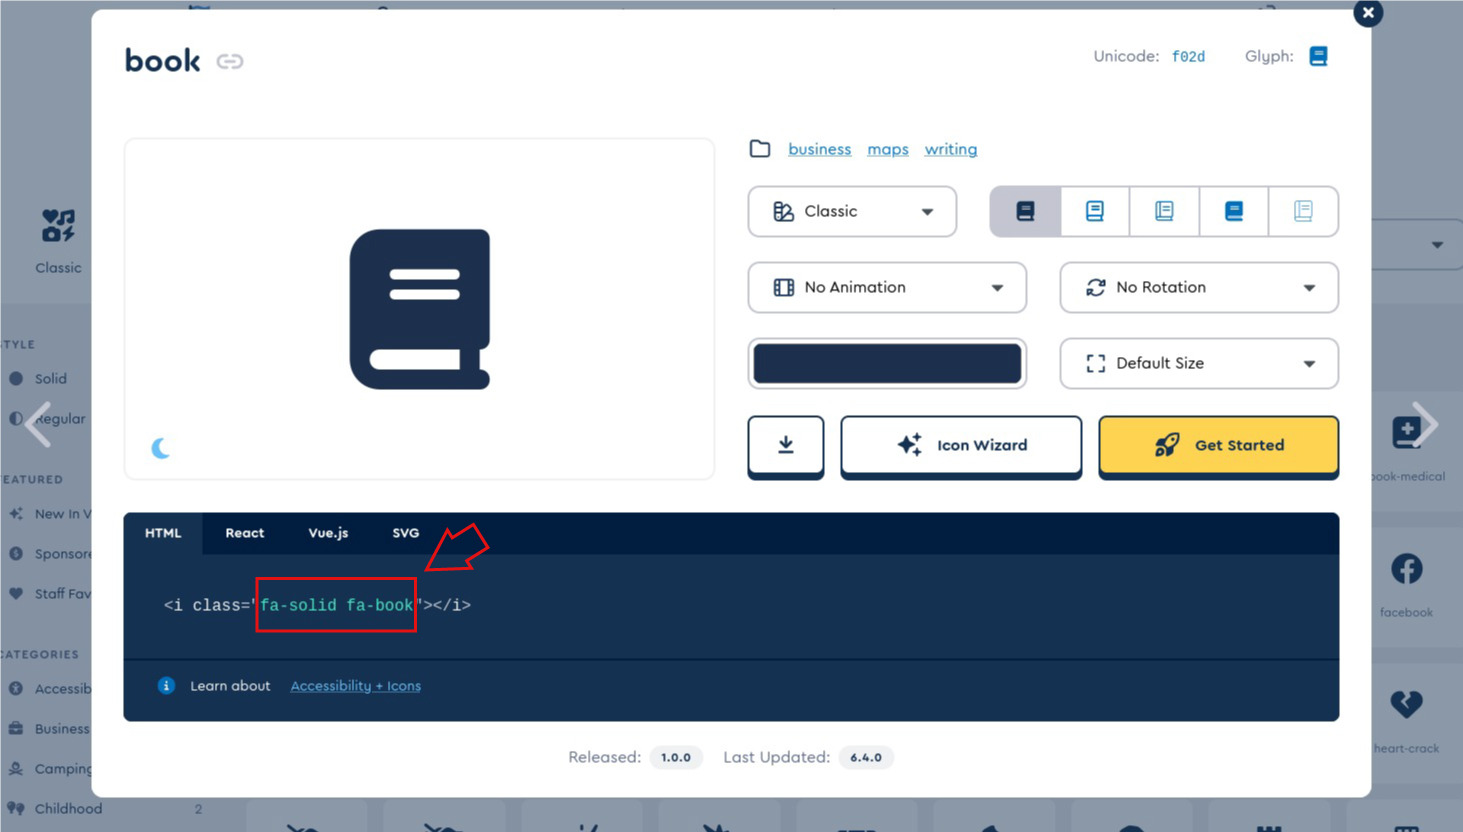 book
Unicode: f02d
Glyph:
business maps writing
Classic
No Animation
No Rotation
Default Size
Icon Wizard
Get Started
HTML React Vue.js SVG
<i class="fa-solid fa-book"></i>
Learn about Accessibility + Icons
Released: 1.0.0 Last Updated: 6.4.0
Classic
TYLE
Solid
Regular
EATURED
New In V
Sponsore
Staff Fav
CATEGORIES
Accessib
Business
Camping
Childhood 2
book-medical
facebook
heart-crack